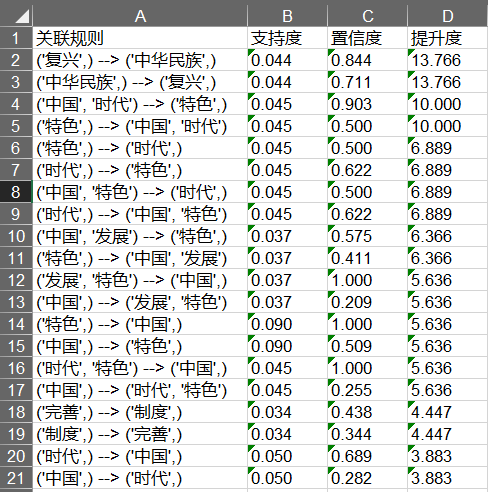 A B C D
1 关联规则 支持度 置信度 提升度
2 ('复兴',) --> ('中华民族',) 0.044 0.844 13.766
3 ('中华民族',) --> ('复兴',) 0.044 0.711 13.766
4 ('中国', '时代') --> ('特色',) 0.045 0.903 10.000
5 ('特色',) --> ('中国', '时代') 0.045 0.500 10.000
6 ('特色',) --> ('时代',) 0.045 0.500 6.889
7 ('时代',) --> ('特色',) 0.045 0.622 6.889
8 ('中国', '特色') --> ('时代',) 0.045 0.500 6.889
9 ('时代',) --> ('中国', '特色') 0.045 0.622 6.889
10 ('中国', '发展') --> ('特色',) 0.037 0.575 6.366
11 ('特色',) --> ('中国', '发展') 0.037 0.411 6.366
12 ('发展', '特色') --> ('中国',) 0.037 1.000 5.636
13 ('中国',) --> ('发展', '特色') 0.037 0.209 5.636
14 ('特色',) --> ('中国',) 0.090 1.000 5.636
15 ('中国',) --> ('特色',) 0.090 0.509 5.636
16 ('时代', '特色') --> ('中国',) 0.045 1.000 5.636
17 ('中国',) --> ('时代', '特色') 0.045 0.255 5.636
18 ('完善',) --> ('制度',) 0.034 0.438 4.447
19 ('制度',) --> ('完善',) 0.034 0.344 4.447
20 ('时代',) --> ('中国',) 0.050 0.689 3.883
21 ('中国',) --> ('时代',) 0.050 0.282 3.883